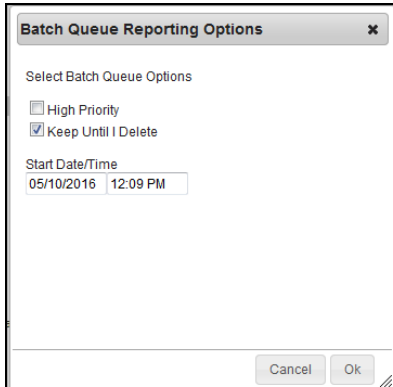 Batch Queue Reporting Options
Select Batch Queue Options
High Priority
Keep Until I Delete
Start Date/Time
05/10/2016 12:09 PM
Cancel Ok